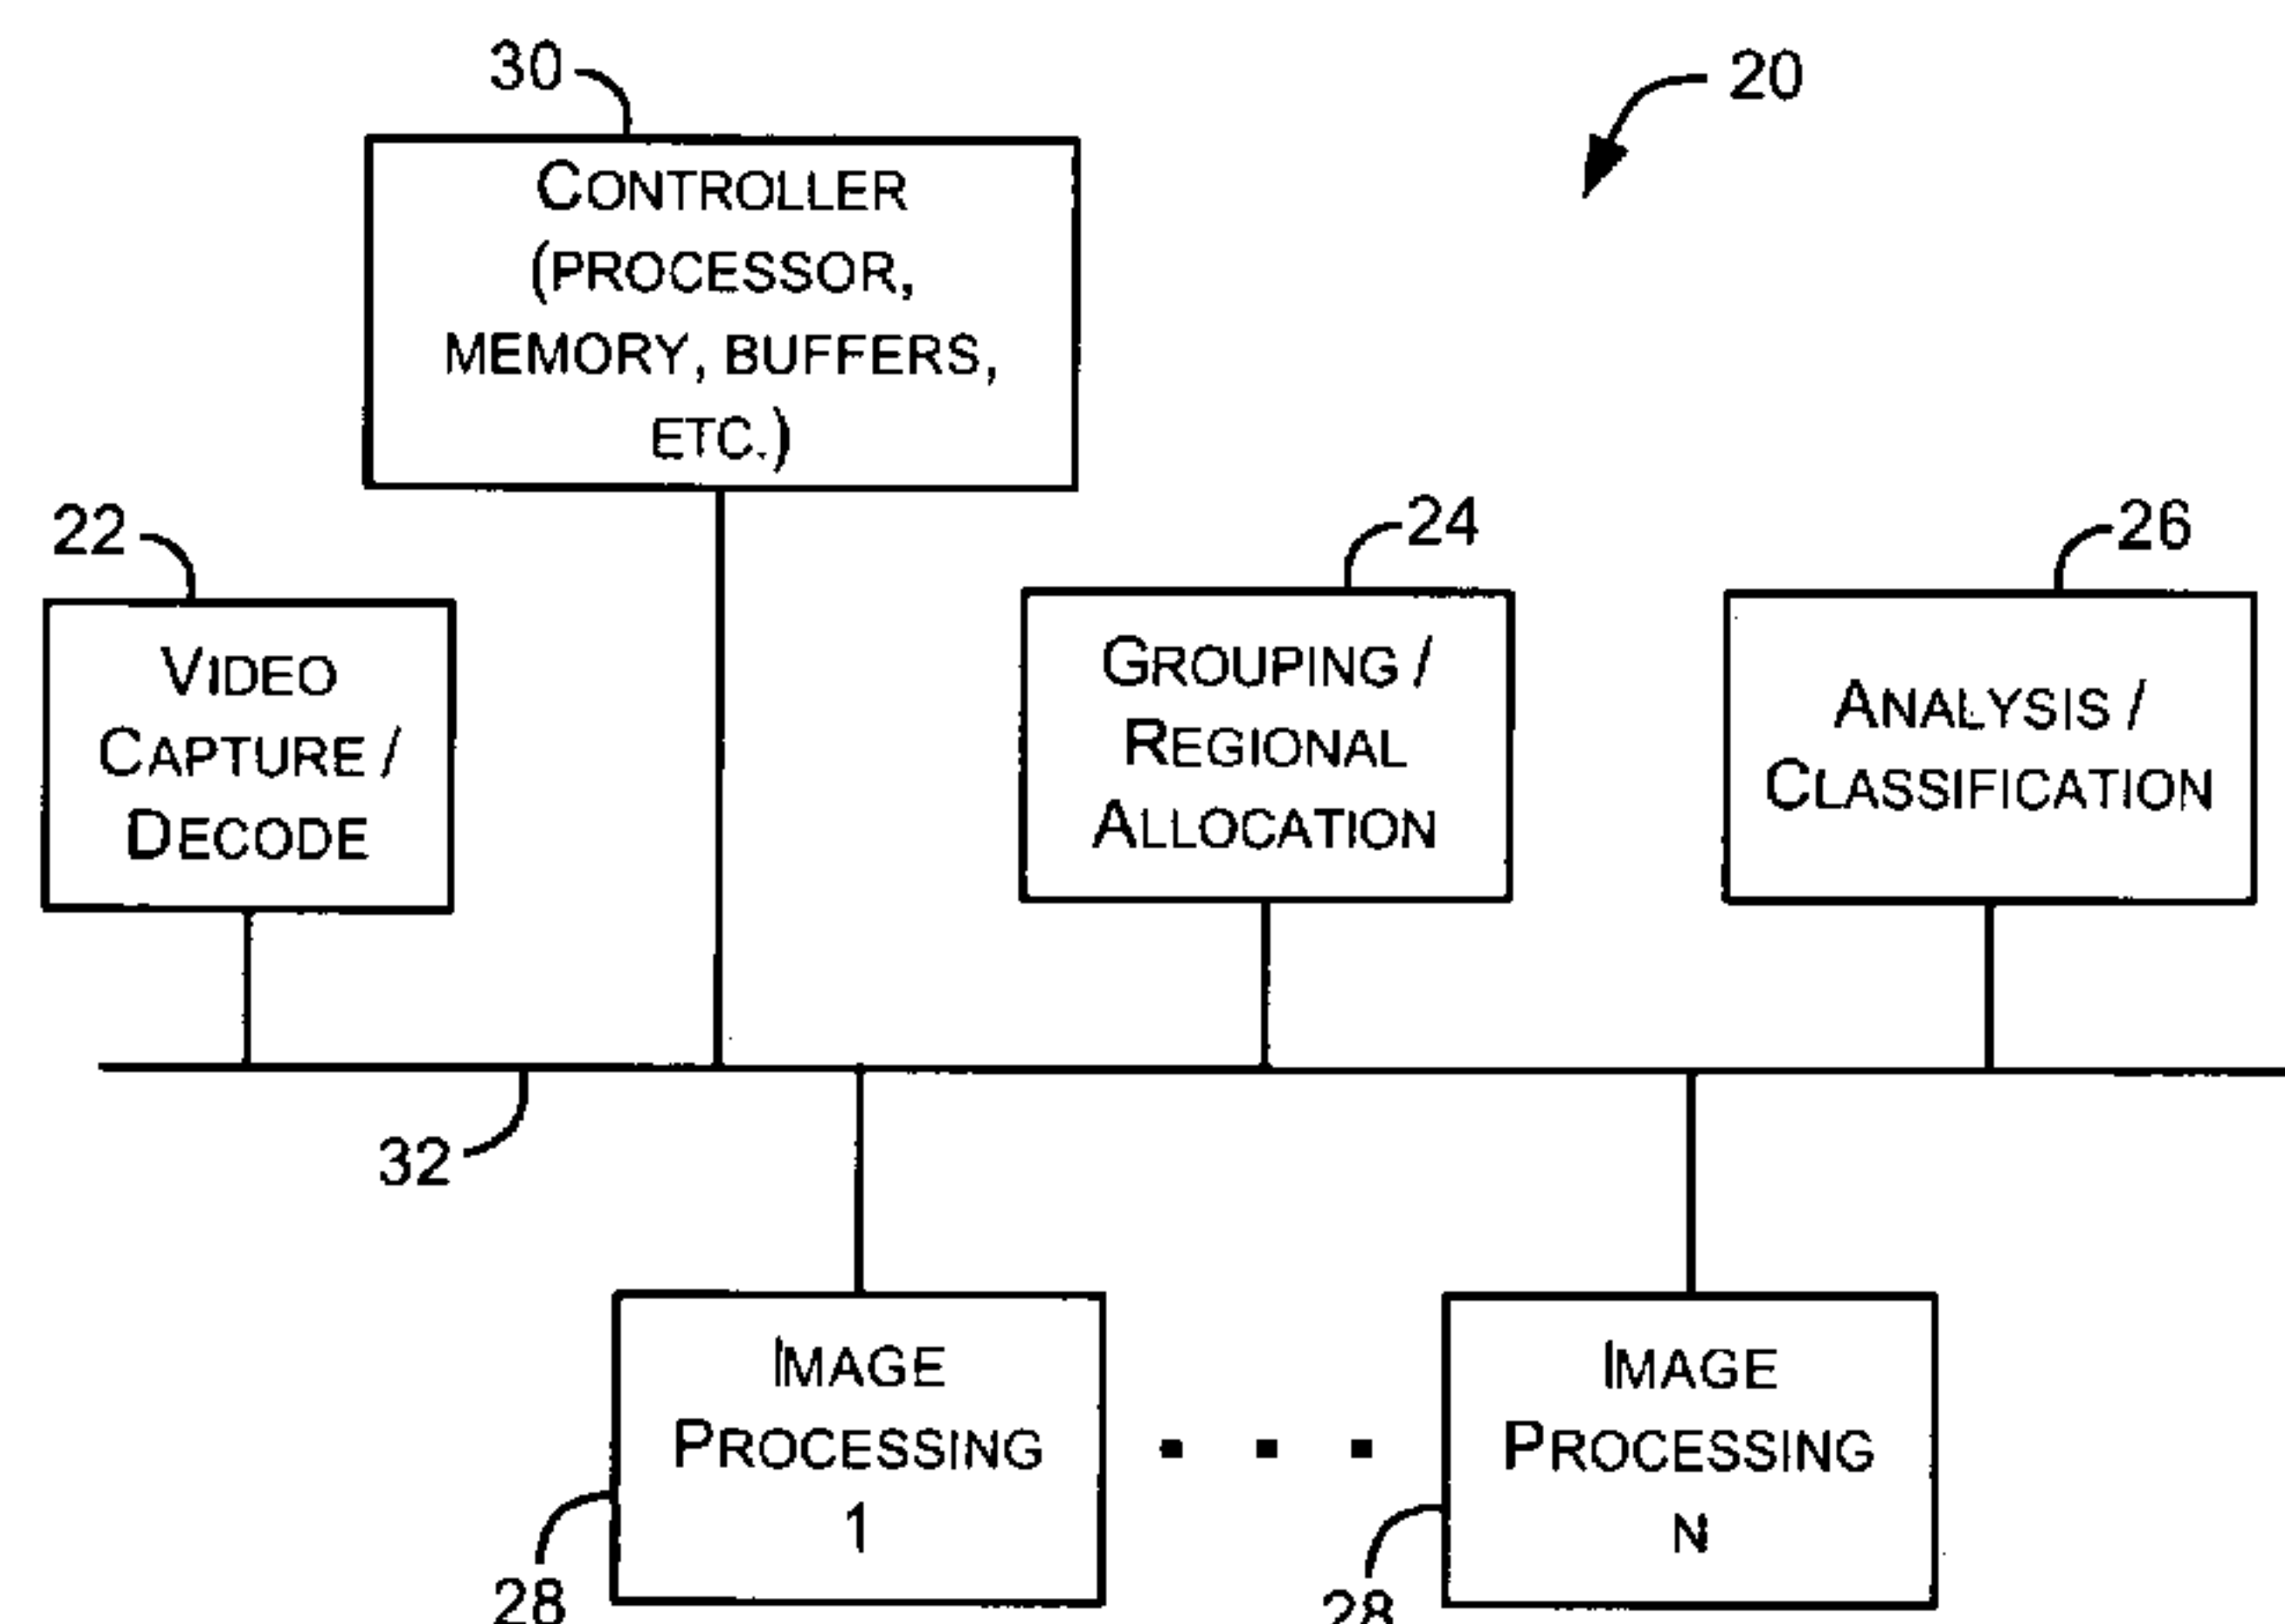 30
20
CONTROLLER
(PROCESSOR,
MEMORY, BUFFERS,
ETC.)
22
24
26
VIDEO
CAPTURE /
DECODE
GROUPING /
REGIONAL
ALLOCATION
ANALYSIS /
CLASSIFICATION
32
IMAGE
PROCESSING
1
. . .
IMAGE
PROCESSING
N
28
28